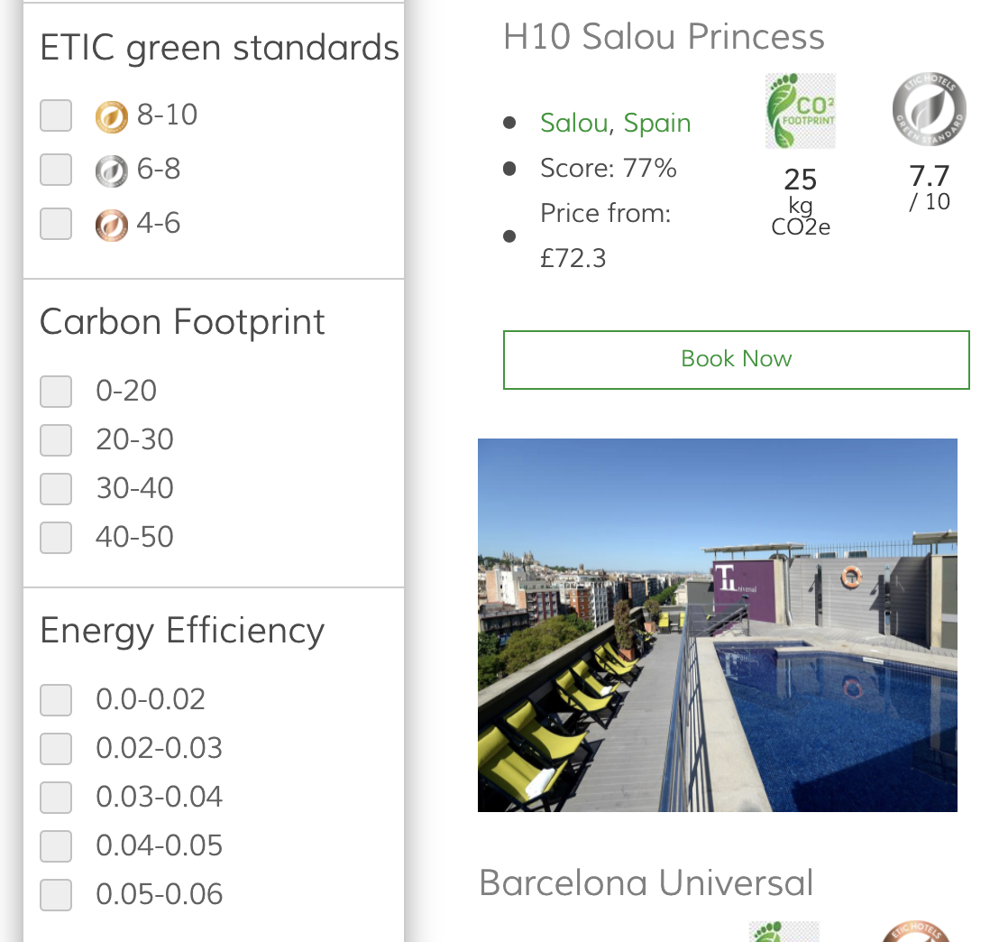 ETIC green standards
8-10
6-8
4-6
Carbon Footprint
0-20
20-30
30-40
40-50
Energy Efficiency
0.0-0.02
0.02-0.03
0.03-0.04
0.04-0.05
0.05-0.06
H10 Salou Princess
Salou, Spain
Score: 77%
Price from:
£72.3
CO²
FOOTPRINT
25
kg
CO2e
ETIC HOTELS
GREEN STANDARD
7.7
/ 10
Book Now
Universal
Barcelona Universal
ETIC HOTELS